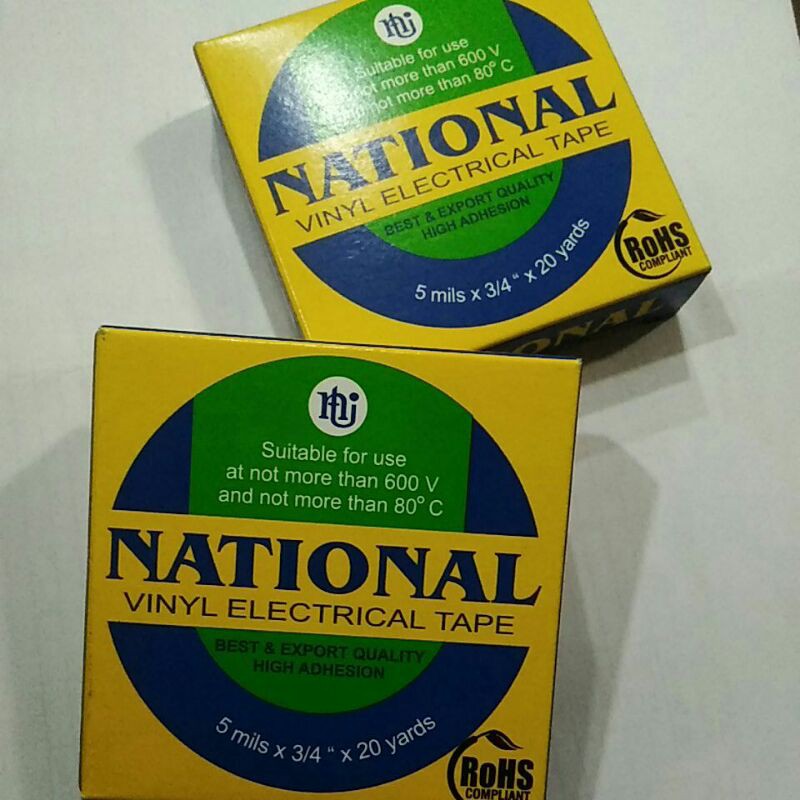 Suitable for use
not more than 600 V
not more than 80° C
NATIONAL
VINYL ELECTRICAL TAPE
BEST & EXPORT QUALITY
HIGH ADHESION
5 mils x 3/4 " x 20 yards
RoHS
COMPLIANT
NATIONAL
Suitable for use
at not more than 600 V
and not more than 80° C
NATIONAL
VINYL ELECTRICAL TAPE
BEST & EXPORT QUALITY
HIGH ADHESION
5 mils x 3/4 " x 20 yards
RoHS
COMPLIANT